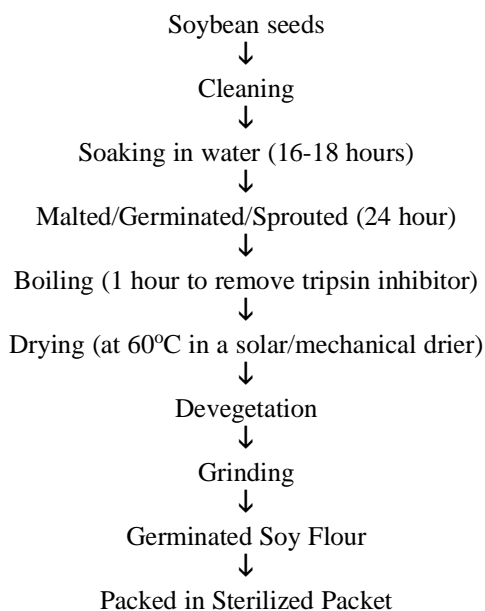 Soybean seeds
↓
Cleaning
↓
Soaking in water (16-18 hours)
↓
Malted/Germinated/Sprouted (24 hour)
↓
Boiling (1 hour to remove tripsin inhibitor)
↓
Drying (at 60ºC in a solar/mechanical drier)
↓
Devegetation
↓
Grinding
↓
Germinated Soy Flour
↓
Packed in Sterilized Packet